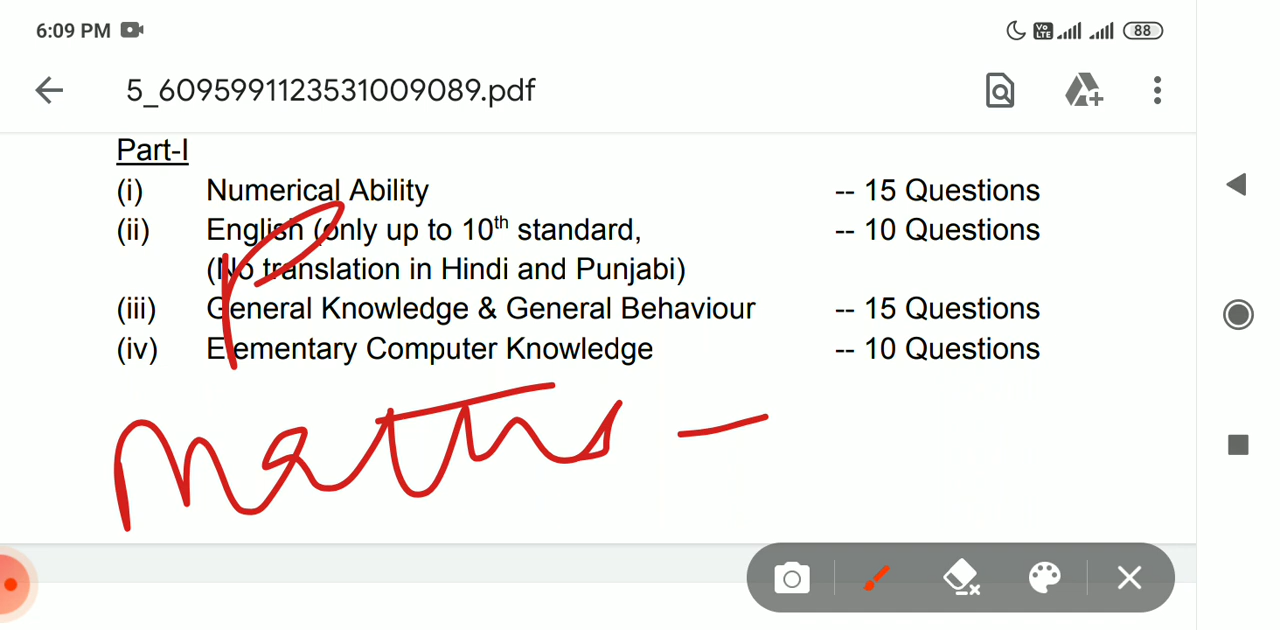 6:09 PM
Vo LTE 88
5_6095991123531009089.pdf
Part-I
(i) Numerical Ability -- 15 Questions
(ii) English (only up to 10th standard, -- 10 Questions
(No translation in Hindi and Punjabi)
(iii) General Knowledge & General Behaviour -- 15 Questions
(iv) Elementary Computer Knowledge -- 10 Questions
Maths —